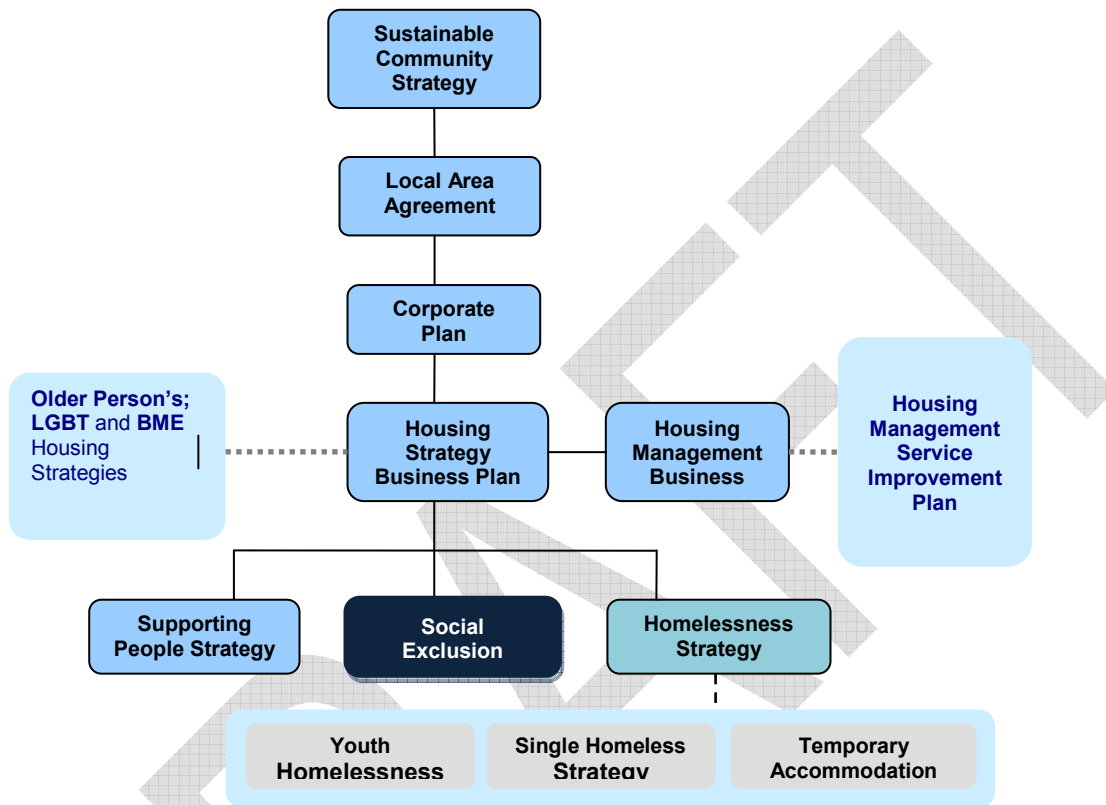 Sustainable
Community
Strategy
Local Area
Agreement
Corporate
Plan
Older Person's;
LGBT and BME
Housing
Strategies
Housing
Strategy
Business Plan
Housing
Management
Business
Housing
Management
Service
Improvement
Plan
Supporting
People Strategy
Social
Exclusion
Homelessness
Strategy
Youth
Homelessness
Single Homeless
Strategy
Temporary
Accommodation
DRAFT